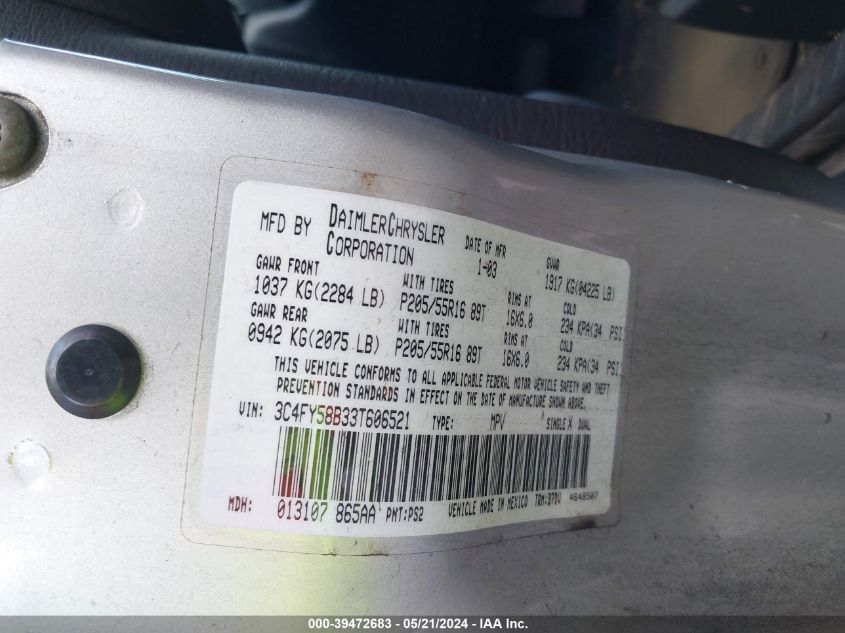 MFD BY DAIMLERCHRYSLER CORPORATION DATE OF MFR 1-03 GVWR 1917 KG(04225 LB)
GAWR FRONT WITH TIRES RIMS AT COLD
1037 KG(2284 LB) P205/55R16 89T 16X6.0 234 KPA(34 PSI
GAWR REAR WITH TIRES RIMS AT COLD
0942 KG(2075 LB) P205/55R16 89T 16X6.0 234 KPA(34 PSI
THIS VEHICLE CONFORMS TO ALL APPLICABLE FEDERAL MOTOR VEHICLE SAFETY AND THEFT
PREVENTION STANDARDS IN EFFECT ON THE DATE OF MANUFACTURE SHOWN ABOVE.
VIN: 3C4FY58B33T606521 TYPE: MPV SINGLE X DUAL
MDH: 013107 865AA PNT:PS2 VEHICLE MADE IN MEXICO 4648507
000-39472683 - 05/21/2024 - IAA Inc.